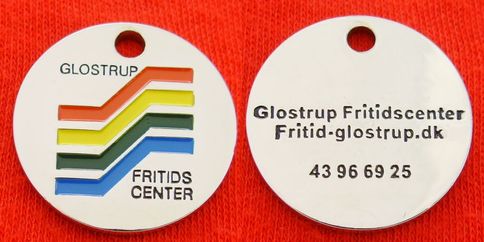 GLOSTRUP
FRITIDS
CENTER
Glostrup Fritidscenter
Fritid-glostrup.dk
43 96 69 25